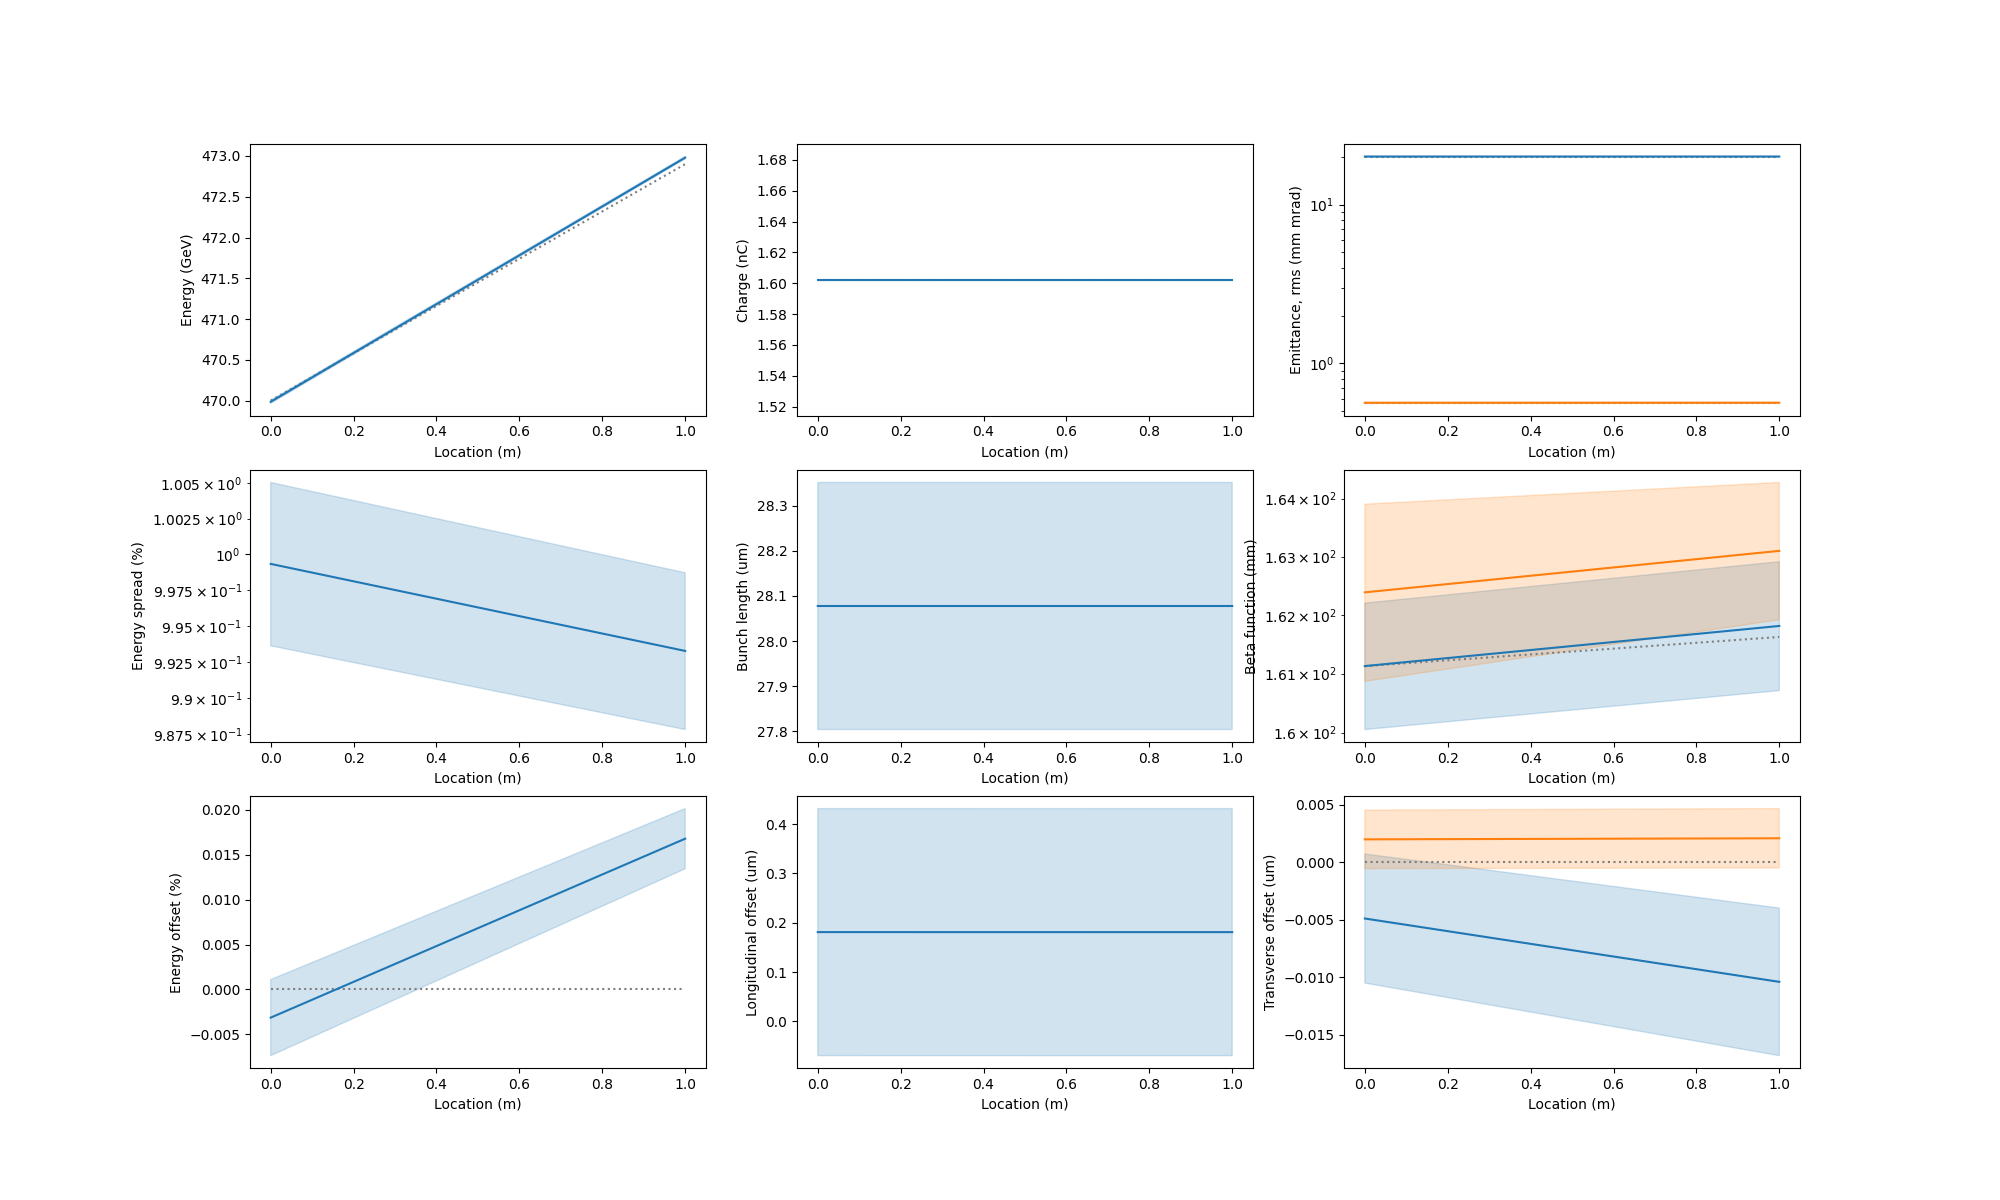 Energy (GeV)
473.0
472.5
472.0
471.5
471.0
470.5
470.0
0.0 0.2 0.4 0.6 0.8 1.0
Location (m)
Charge (nC)
1.68
1.66
1.64
1.62
1.60
1.58
1.56
1.54
1.52
0.0 0.2 0.4 0.6 0.8 1.0
Location (m)
Emittance, rms (mm mrad)
10¹
10⁰
0.0 0.2 0.4 0.6 0.8 1.0
Location (m)
Energy spread (%)
1.005 × 10⁰
1.0025 × 10⁰
10⁰
9.975 × 10⁻¹
9.95 × 10⁻¹
9.925 × 10⁻¹
9.9 × 10⁻¹
9.875 × 10⁻¹
0.0 0.2 0.4 0.6 0.8 1.0
Location (m)
Bunch length (um)
28.3
28.2
28.1
28.0
27.9
27.8
0.0 0.2 0.4 0.6 0.8 1.0
Location (m)
Beta function (mm)
1.64 × 10²
1.63 × 10²
1.62 × 10²
1.61 × 10²
1.6 × 10²
0.0 0.2 0.4 0.6 0.8 1.0
Location (m)
Energy offset (%)
0.020
0.015
0.010
0.005
0.000
−0.005
0.0 0.2 0.4 0.6 0.8 1.0
Location (m)
Longitudinal offset (um)
0.4
0.3
0.2
0.1
0.0
0.0 0.2 0.4 0.6 0.8 1.0
Location (m)
Transverse offset (um)
0.005
0.000
−0.005
−0.010
−0.015
0.0 0.2 0.4 0.6 0.8 1.0
Location (m)